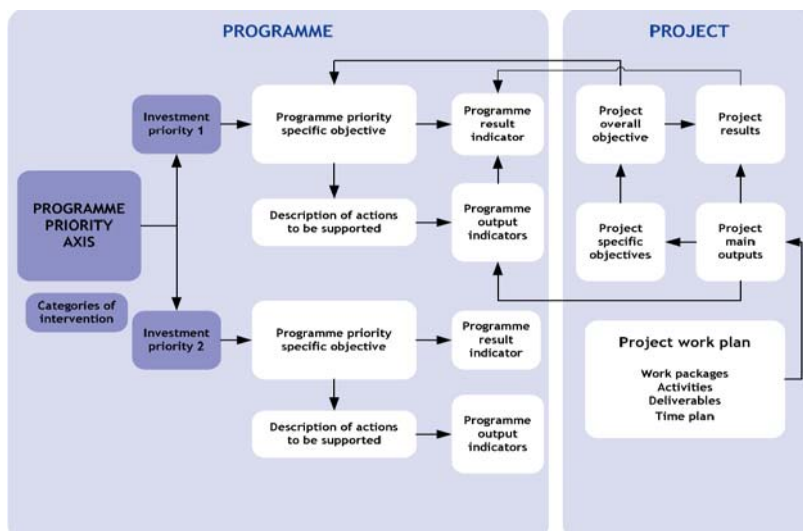 PROGRAMME
PROJECT
Investment
priority 1
Programme priority
specific objective
Programme
result
indicator
Project
overall
objective
Project
results
PROGRAMME
PRIORITY
AXIS
Description of actions
to be supported
Programme
output
indicators
Project
specific
objectives
Project
main
outputs
Categories of
intervention
Investment
priority 2
Programme priority
specific objective
Programme
result
indicator
Project work plan
Work packages
Activities
Deliverables
Time plan
Description of actions
to be supported
Programme
output
indicators